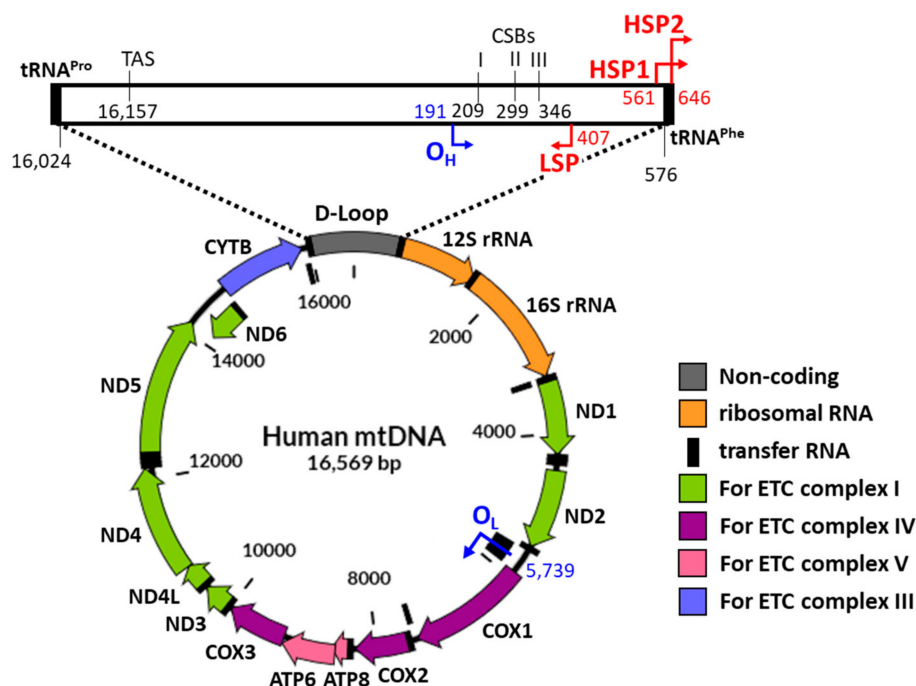 HSP2
CSBs
TAS
I II III
HSP1
tRNAPro
16,157
191 209 299 346
561 646
OH
407
LSP
tRNAPhe
16,024
576
D-Loop
CYTB
12S rRNA
16000
16S rRNA
ND6
2000
14000
ND5
Non-coding
ribosomal RNA
transfer RNA
For ETC complex I
For ETC complex IV
For ETC complex V
For ETC complex III
ND1
Human mtDNA
16,569 bp
4000
12000
ND2
OL
ND4
10000
8000
5,739
ND4L
ND3
COX1
COX3
COX2
ATP6 ATP8